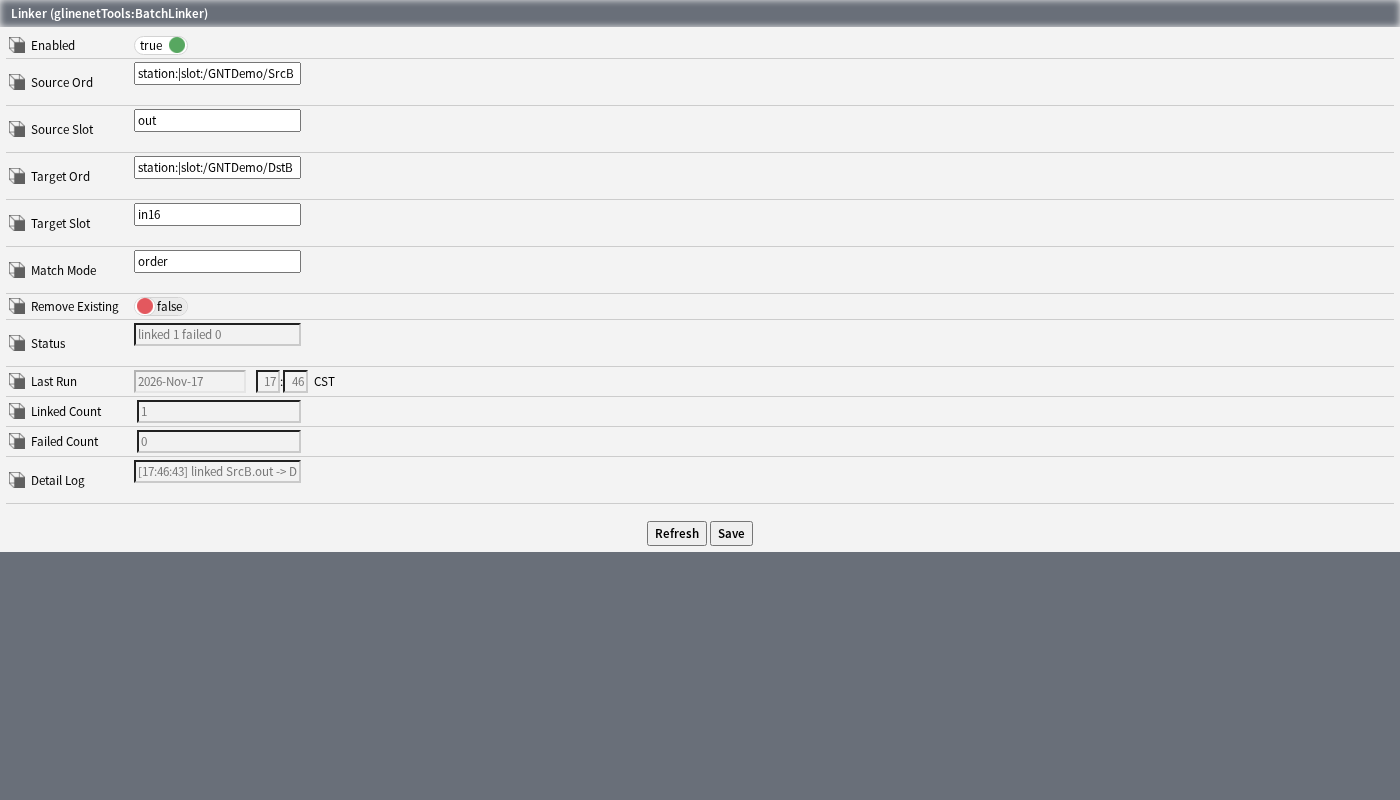 Linker (glinenetTools:BatchLinker)
Enabled true
Source Ord station:|slot:/GNTDemo/SrcB
Source Slot out
Target Ord station:|slot:/GNTDemo/DstB
Target Slot in16
Match Mode order
Remove Existing false
Status linked 1 failed 0
Last Run 2026-Nov-17 17:46 CST
Linked Count 1
Failed Count 0
Detail Log [17:46:43] linked SrcB.out -> D
Refresh Save